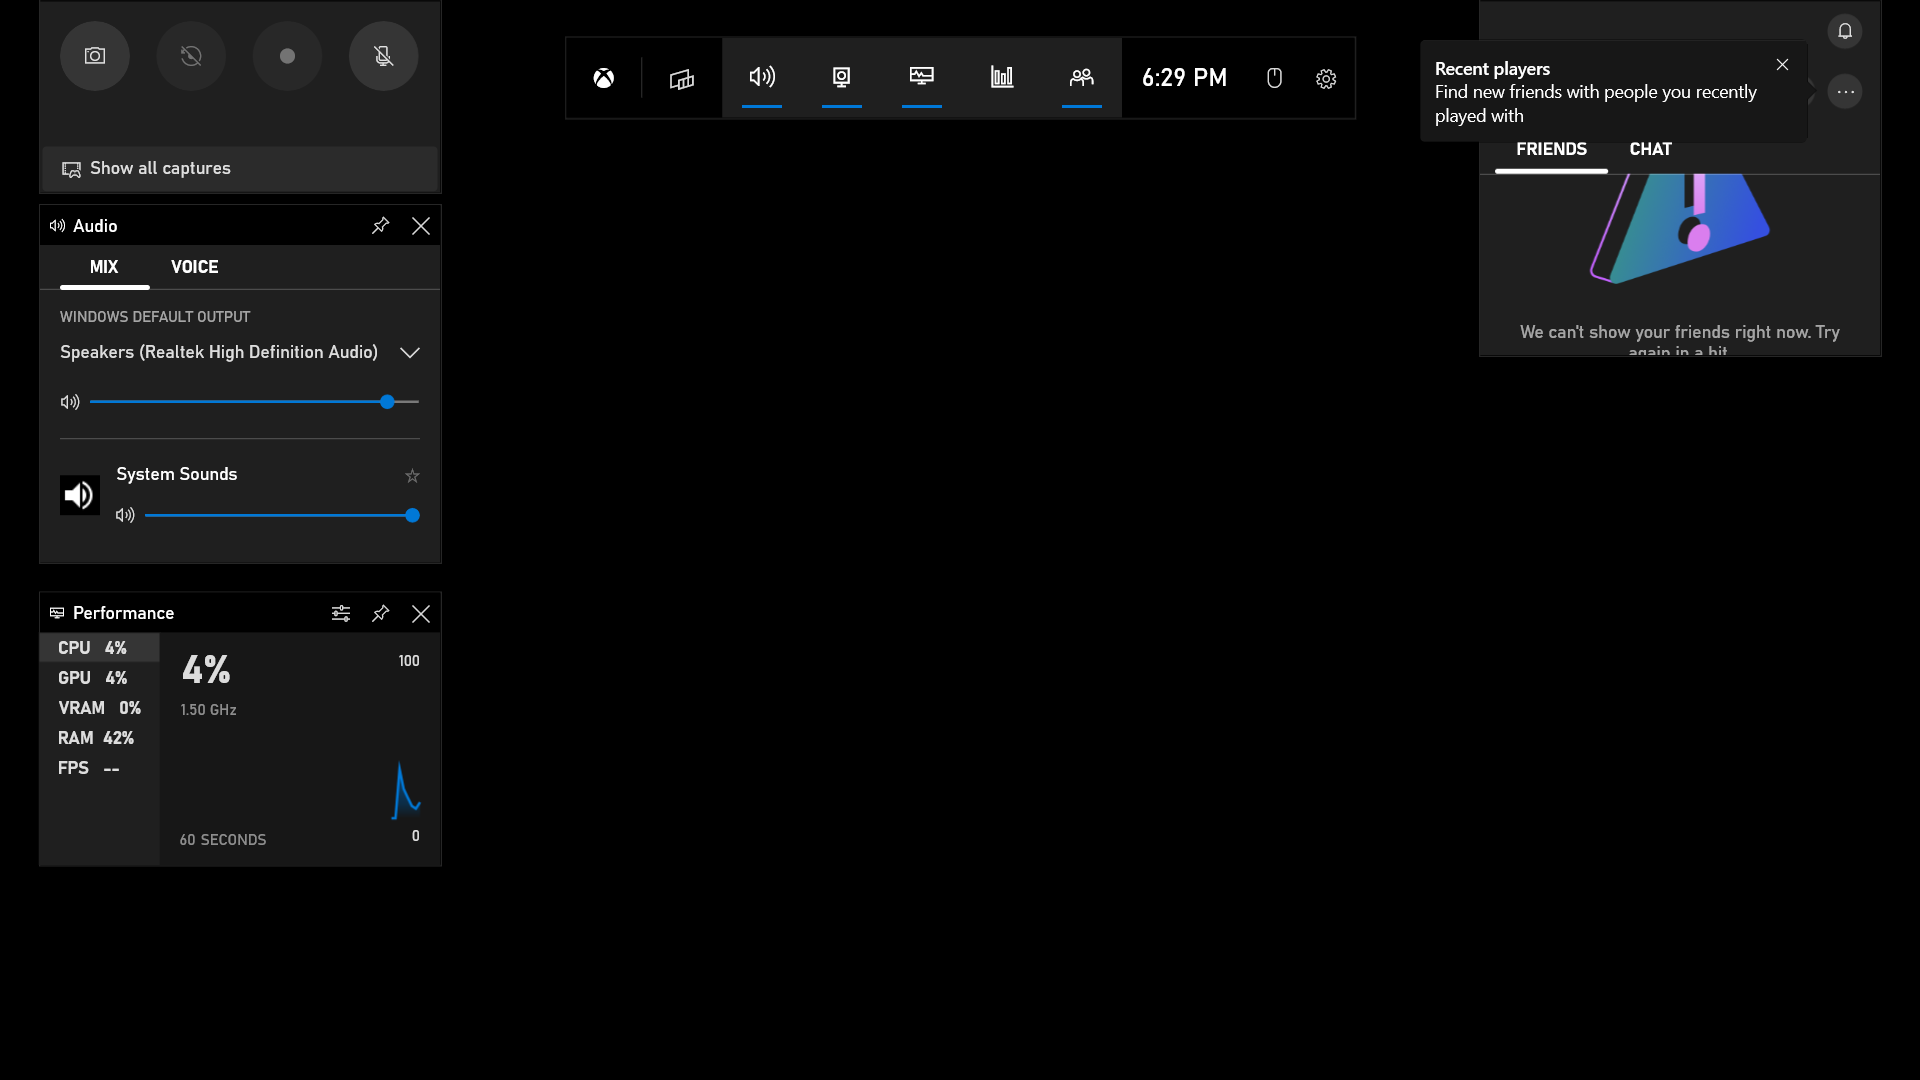 Show all captures
Audio
MIX VOICE
WINDOWS DEFAULT OUTPUT
Speakers (Realtek High Definition Audio)
System Sounds
Performance
CPU 4%
GPU 4%
VRAM 0%
RAM 42%
FPS --
4%
100
1.50 GHz
60 SECONDS
0
6:29 PM
Recent players
Find new friends with people you recently
played with
FRIENDS CHAT
We can't show your friends right now. Try
again in a bit.